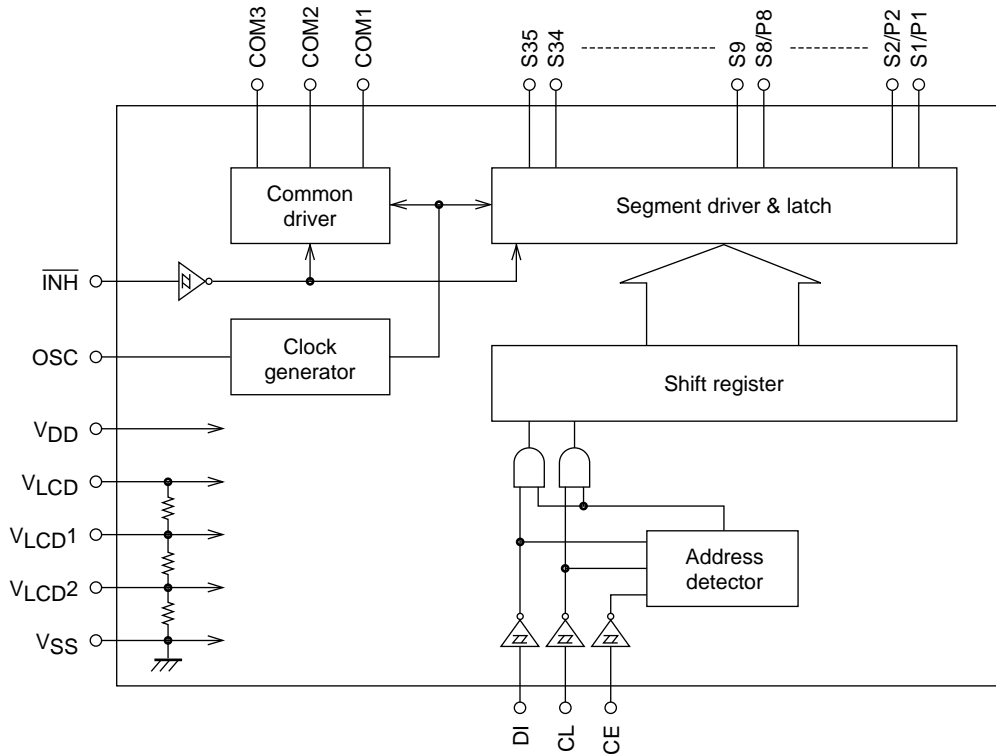 COM3
COM2
COM1
S35
S34
S9
S8/P8
S2/P2
S1/P1
Common
driver
Segment driver & latch
INH
OSC
Clock
generator
Shift register
VDD
VLCD
VLCD1
VLCD2
VSS
Address
detector
DI
CL
CE